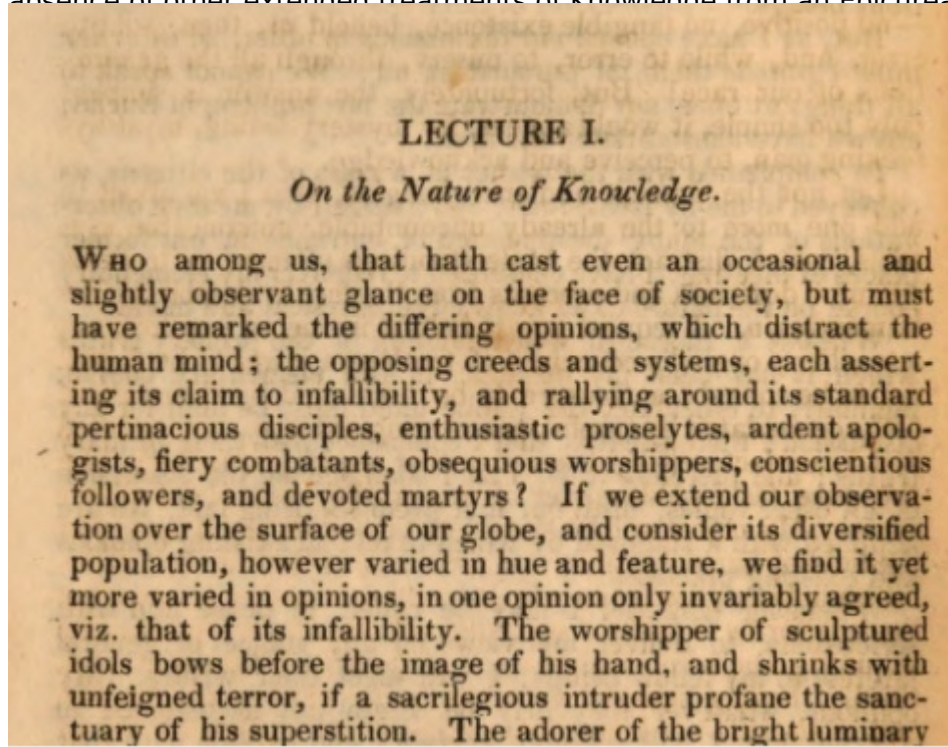 LECTURE I.
On the Nature of Knowledge.
WHO among us, that hath cast even an occasional and
slightly observant glance on the face of society, but must
have remarked the differing opinions, which distract the
human mind; the opposing creeds and systems, each assert-
ing its claim to infallibility, and rallying around its standard
pertinacious disciples, enthusiastic proselytes, ardent apolo-
gists, fiery combatants, obsequious worshippers, conscientious
followers, and devoted martyrs? If we extend our observa-
tion over the surface of our globe, and consider its diversified
population, however varied in hue and feature, we find it yet
more varied in opinions, in one opinion only invariably agreed,
viz. that of its infallibility. The worshipper of sculptured
idols bows before the image of his hand, and shrinks with
unfeigned terror, if a sacrilegious intruder profane the sanc-
tuary of his superstition. The adorer of the bright luminary